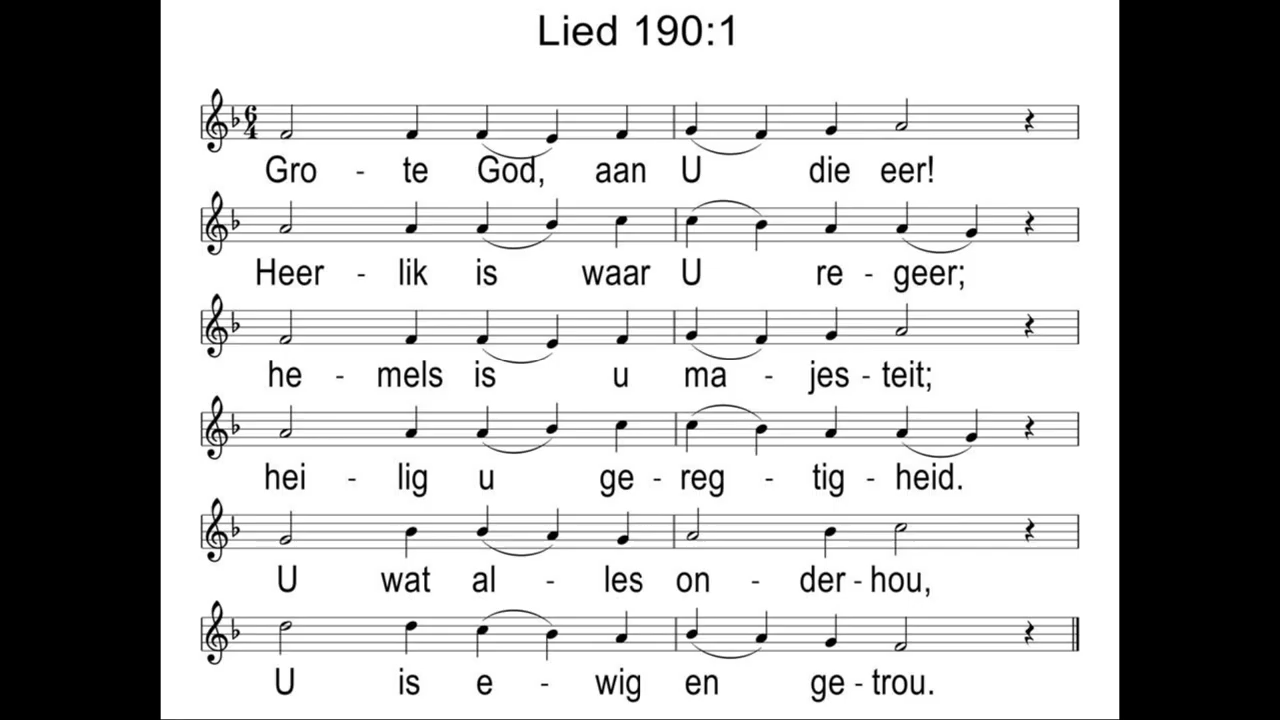 Lied 190:1
6
4
Gro - te God, aan U die eer!
Heer - lik is waar U re - geer;
he - mels is u ma - jes - teit;
hei - lig u ge - reg - tig - heid.
U wat al - les on - der - hou,
U is e - wig en ge - trou.